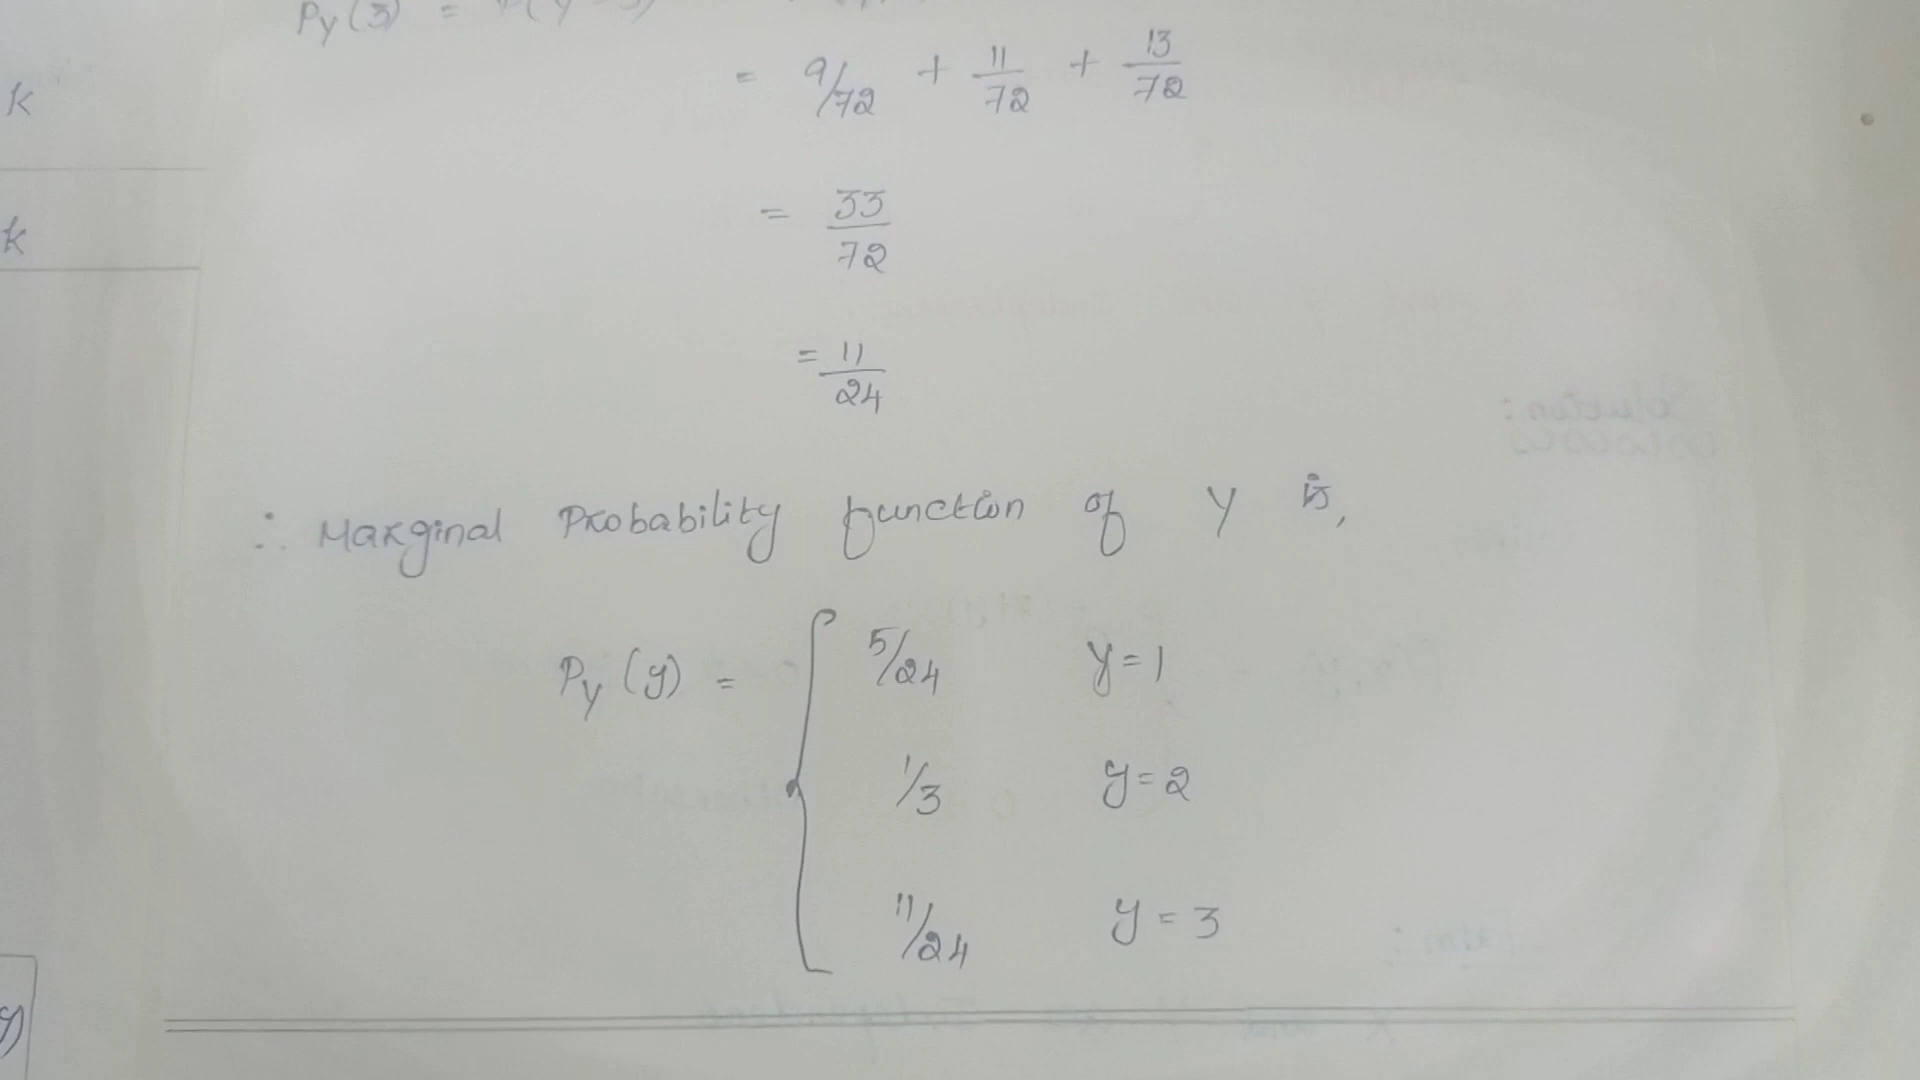 Py (3) = P(Y=3)
k
= 9/72 + 11/72 + 13/72
k
= 33/72
= 11/24
∴ Marginal Probability function of Y is,
Py (y) = { 5/24 y=1
1/3 y=2
11/24 y=3